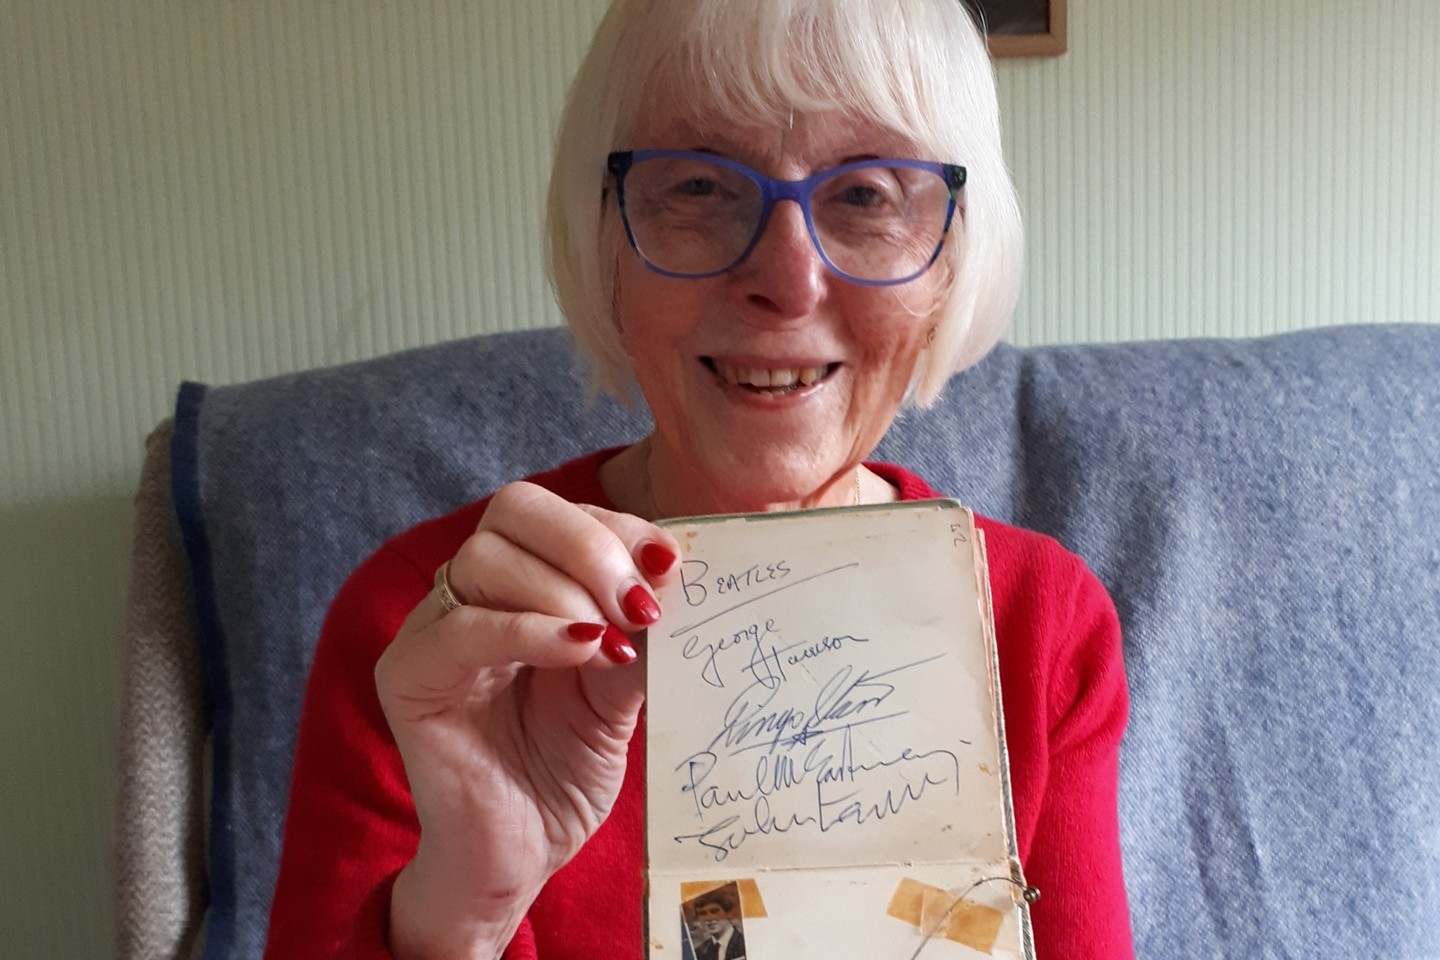 BEATLES
George
Harrison
Ringo Starr
Paul McCartney
John Lennon